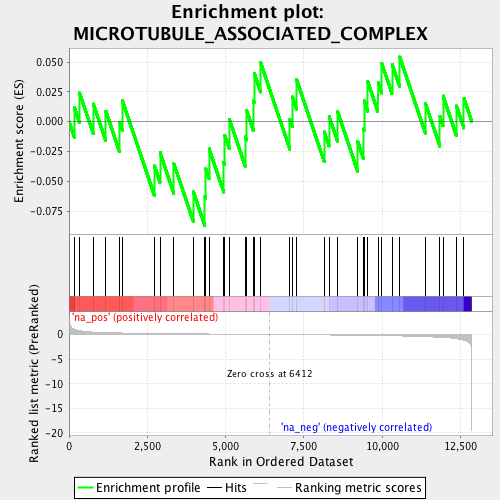 Enrichment plot:
MICROTUBULE_ASSOCIATED_COMPLEX
Enrichment score (ES)
0.050
0.025
0.000
-0.025
-0.050
-0.075
'na_pos' (positively correlated)
Ranked list metric (PreRanked)
0
-5
-10
-15
-20
Zero cross at 6412
'na_neg' (negatively correlated)
0
2,500
5,000
7,500
10,000
12,500
Rank in Ordered Dataset
Enrichment profile
Hits
Ranking metric scores